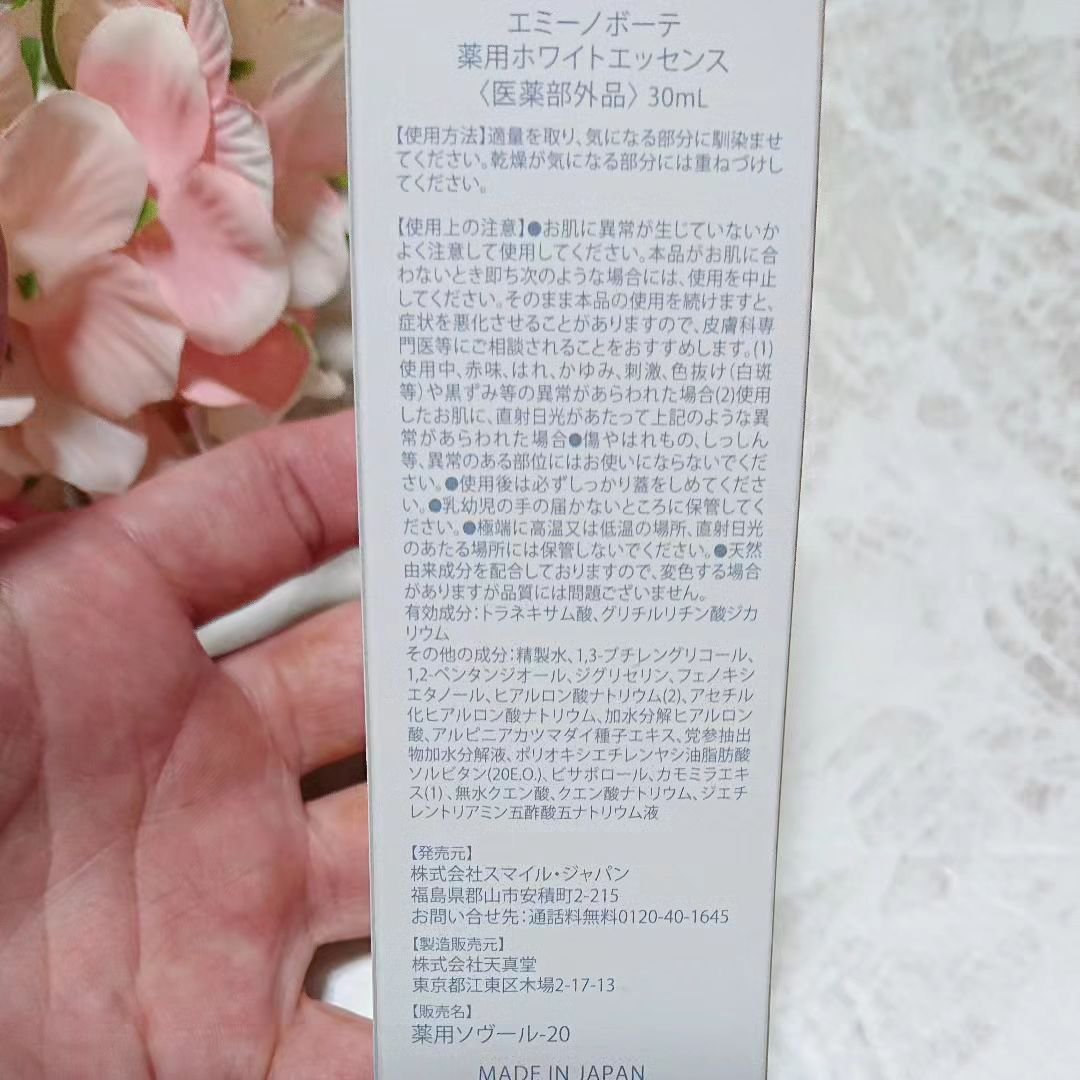 エミーノボーテ
薬用ホワイトエッセンス
〈医薬部外品〉30mL
【使用方法】適量を取り、気になる部分に馴染ませ
てください。乾燥が気になる部分には重ねづけし
てください。
【使用上の注意】●お肌に異常が生じていないか
よく注意して使用してください。本品がお肌に合
わないとき即ち次のような場合には、使用を中止
してください。そのまま本品の使用を続けますと、
症状を悪化させることがありますので、皮膚科専
門医等にご相談されることをおすすめします。(1)
使用中、赤味、はれ、かゆみ、刺激、色抜け(白斑
等)や黒ずみ等の異常があらわれた場合(2)使用
したお肌に、直射日光があたって上記のような異
常があらわれた場合●傷やはれもの、しっしん
等、異常のある部位にはお使いにならないでくだ
さい。●使用後は必ずしっかり蓋をしめてくださ
い。●乳幼児の手の届かないところに保管してく
ださい。●極端に高温又は低温の場所、直射日光
のあたる場所には保管しないでください。●天然
由来成分を配合しておりますので、変色する場合
がありますが品質には問題ございません。
有効成分：トラネキサム酸、グリチルリチン酸ジカ
リウム
その他の成分：精製水、1,3-ブチレングリコール、
1,2-ペンタンジオール、ジグリセリン、フェノキシ
エタノール、ヒアルロン酸ナトリウム(2)、アセチル
化ヒアルロン酸ナトリウム、加水分解ヒアルロン
酸、アルピニアカツマダイ種子エキス、党参抽出
物加水分解液、ポリオキシエチレンヤシ油脂肪酸
ソルビタン(20E.O.)、ビサボロール、カモミラエキ
ス(1)、無水クエン酸、クエン酸ナトリウム、ジエチ
レントリアミン五酢酸五ナトリウム液
【発売元】
株式会社スマイル・ジャパン
福島県郡山市安積町2-215
お問い合せ先：通話料無料0120-40-1645
【製造販売元】
株式会社天真堂
東京都江東区木場2-17-13
【販売名】
薬用ソヴール-20
MADE IN JAPAN